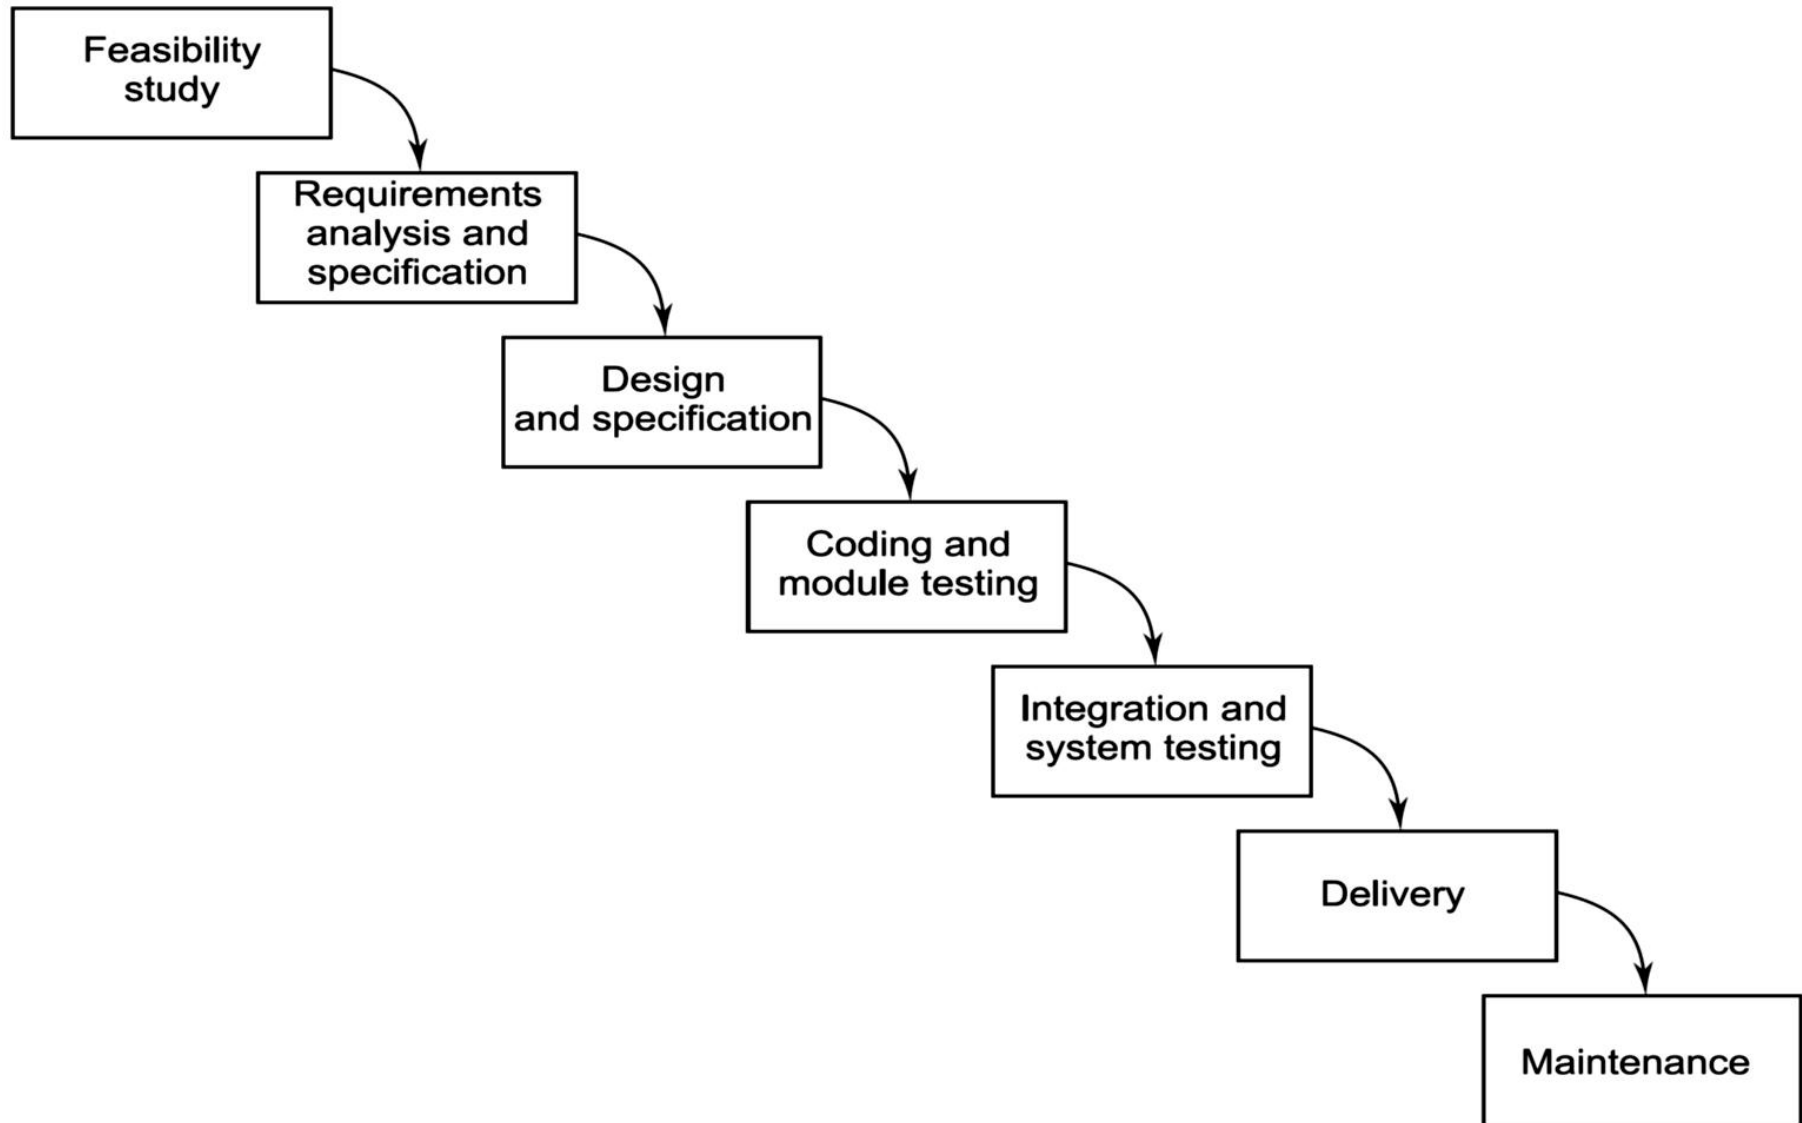 Feasibility
study
Requirements
analysis and
specification
Design
and specification
Coding and
module testing
Integration and
system testing
Delivery
Maintenance